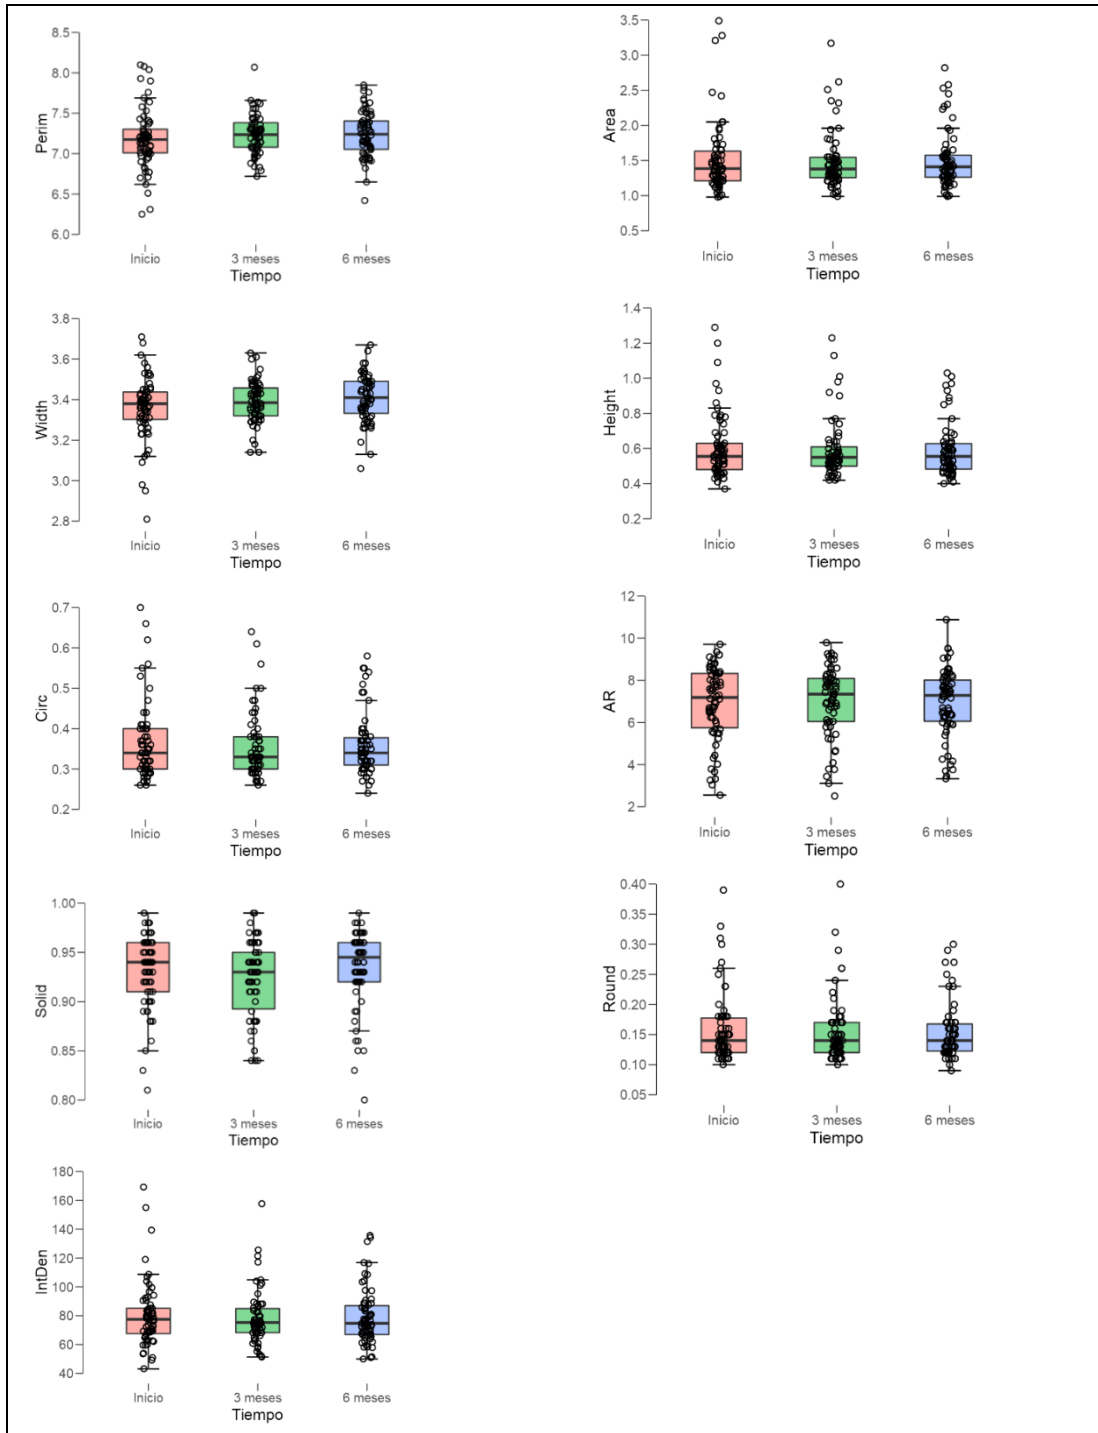 8.5
8.0
7.5
7.0
6.5
6.0
Perim
Inicio 3 meses 6 meses
Tiempo
3.5
3.0
2.5
2.0
1.5
1.0
0.5
Area
Inicio 3 meses 6 meses
Tiempo
3.8
3.6
3.4
3.2
3.0
2.8
Width
Inicio 3 meses 6 meses
Tiempo
1.4
1.2
1.0
0.8
0.6
0.4
0.2
Height
Inicio 3 meses 6 meses
Tiempo
0.7
0.6
0.5
0.4
0.3
0.2
Circ
Inicio 3 meses 6 meses
Tiempo
12
10
8
6
4
2
AR
Inicio 3 meses 6 meses
Tiempo
1.00
0.95
0.90
0.85
0.80
Solid
Inicio 3 meses 6 meses
Tiempo
0.40
0.35
0.30
0.25
0.20
0.15
0.10
0.05
Round
Inicio 3 meses 6 meses
Tiempo
180
160
140
120
100
80
60
40
IntDen
Inicio 3 meses 6 meses
Tiempo